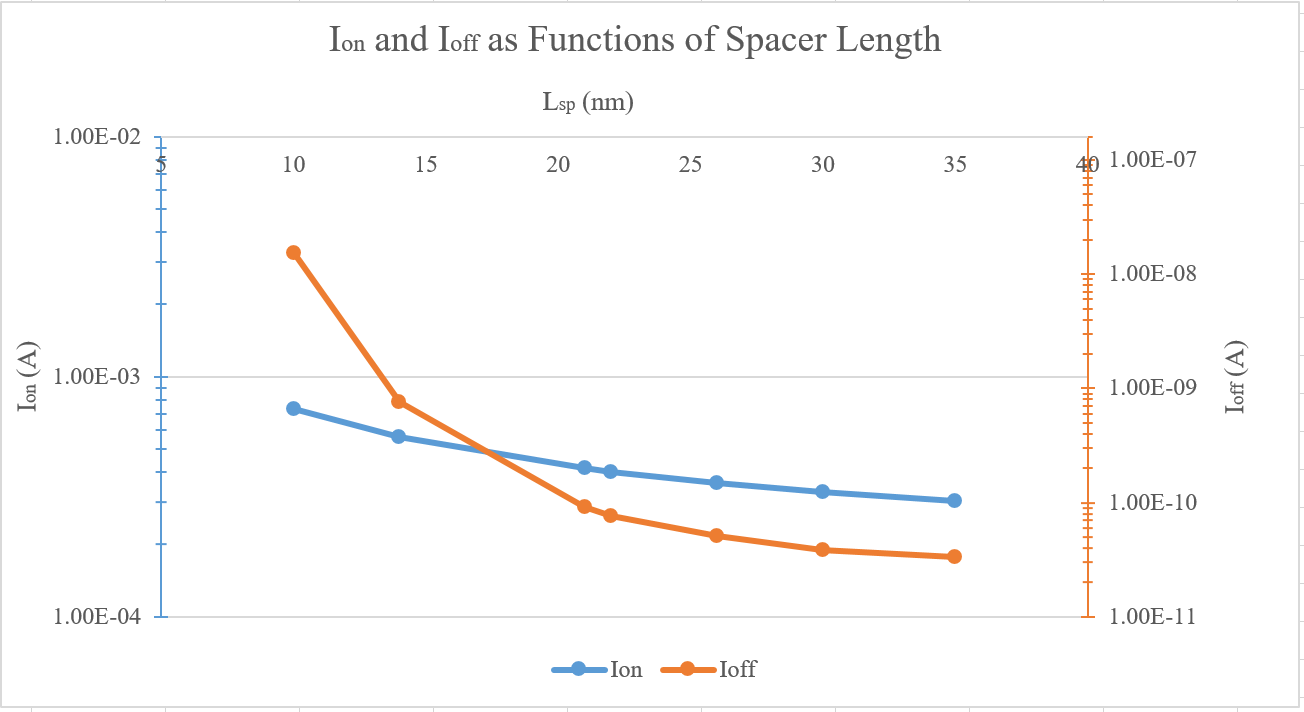 Ion and Ioff as Functions of Spacer Length
Lsp (nm)
1.00E-02
5 10 15 20 25 30 35 40
1.00E-07
1.00E-08
1.00E-03
1.00E-09
Ion (A)
Ioff (A)
1.00E-10
1.00E-04
1.00E-11
Ion Ioff